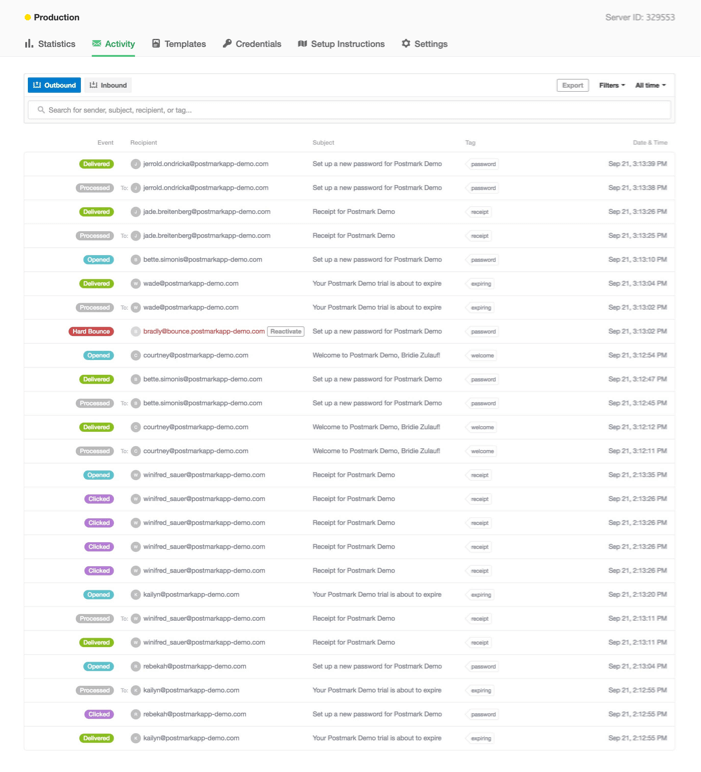 Production Server ID: 329553
Statistics Activity Templates Credentials Setup Instructions Settings
Outbound Inbound Export Filters All time
Search for sender, subject, recipient, or tag...
Event Recipient Subject Tag Date & Time
Delivered J jerrold.ondricka@postmarkapp-demo.com Set up a new password for Postmark Demo password Sep 21, 3:13:39 PM
Processed To: J jerrold.ondricka@postmarkapp-demo.com Set up a new password for Postmark Demo password Sep 21, 3:13:38 PM
Delivered J jade.breitenberg@postmarkapp-demo.com Receipt for Postmark Demo receipt Sep 21, 3:13:26 PM
Processed To: J jade.breitenberg@postmarkapp-demo.com Receipt for Postmark Demo receipt Sep 21, 3:13:25 PM
Opened B bette.simonis@postmarkapp-demo.com Set up a new password for Postmark Demo password Sep 21, 3:13:10 PM
Delivered W wade@postmarkapp-demo.com Your Postmark Demo trial is about to expire expiring Sep 21, 3:13:04 PM
Processed To: W wade@postmarkapp-demo.com Your Postmark Demo trial is about to expire expiring Sep 21, 3:13:02 PM
Hard Bounce B bradly@bounce.postmarkapp-demo.com Reactivate Set up a new password for Postmark Demo password Sep 21, 3:13:02 PM
Opened C courtney@postmarkapp-demo.com Welcome to Postmark Demo, Bridie Zulauf! welcome Sep 21, 3:12:54 PM
Delivered B bette.simonis@postmarkapp-demo.com Set up a new password for Postmark Demo password Sep 21, 3:12:47 PM
Processed To: B bette.simonis@postmarkapp-demo.com Set up a new password for Postmark Demo password Sep 21, 3:12:45 PM
Delivered C courtney@postmarkapp-demo.com Welcome to Postmark Demo, Bridie Zulauf! welcome Sep 21, 3:12:12 PM
Processed To: C courtney@postmarkapp-demo.com Welcome to Postmark Demo, Bridie Zulauf! welcome Sep 21, 3:12:11 PM
Opened W winifred_sauer@postmarkapp-demo.com Receipt for Postmark Demo receipt Sep 21, 2:13:35 PM
Clicked W winifred_sauer@postmarkapp-demo.com Receipt for Postmark Demo receipt Sep 21, 2:13:26 PM
Clicked W winifred_sauer@postmarkapp-demo.com Receipt for Postmark Demo receipt Sep 21, 2:13:26 PM
Clicked W winifred_sauer@postmarkapp-demo.com Receipt for Postmark Demo receipt Sep 21, 2:13:26 PM
Clicked W winifred_sauer@postmarkapp-demo.com Receipt for Postmark Demo receipt Sep 21, 2:13:26 PM
Opened K kailyn@postmarkapp-demo.com Your Postmark Demo trial is about to expire expiring Sep 21, 2:13:20 PM
Processed To: W winifred_sauer@postmarkapp-demo.com Receipt for Postmark Demo receipt Sep 21, 2:13:11 PM
Delivered W winifred_sauer@postmarkapp-demo.com Receipt for Postmark Demo receipt Sep 21, 2:13:11 PM
Opened R rebekah@postmarkapp-demo.com Set up a new password for Postmark Demo password Sep 21, 2:13:04 PM
Processed To: K kailyn@postmarkapp-demo.com Your Postmark Demo trial is about to expire expiring Sep 21, 2:12:55 PM
Clicked R rebekah@postmarkapp-demo.com Set up a new password for Postmark Demo password Sep 21, 2:12:55 PM
Delivered K kailyn@postmarkapp-demo.com Your Postmark Demo trial is about to expire expiring Sep 21, 2:12:55 PM